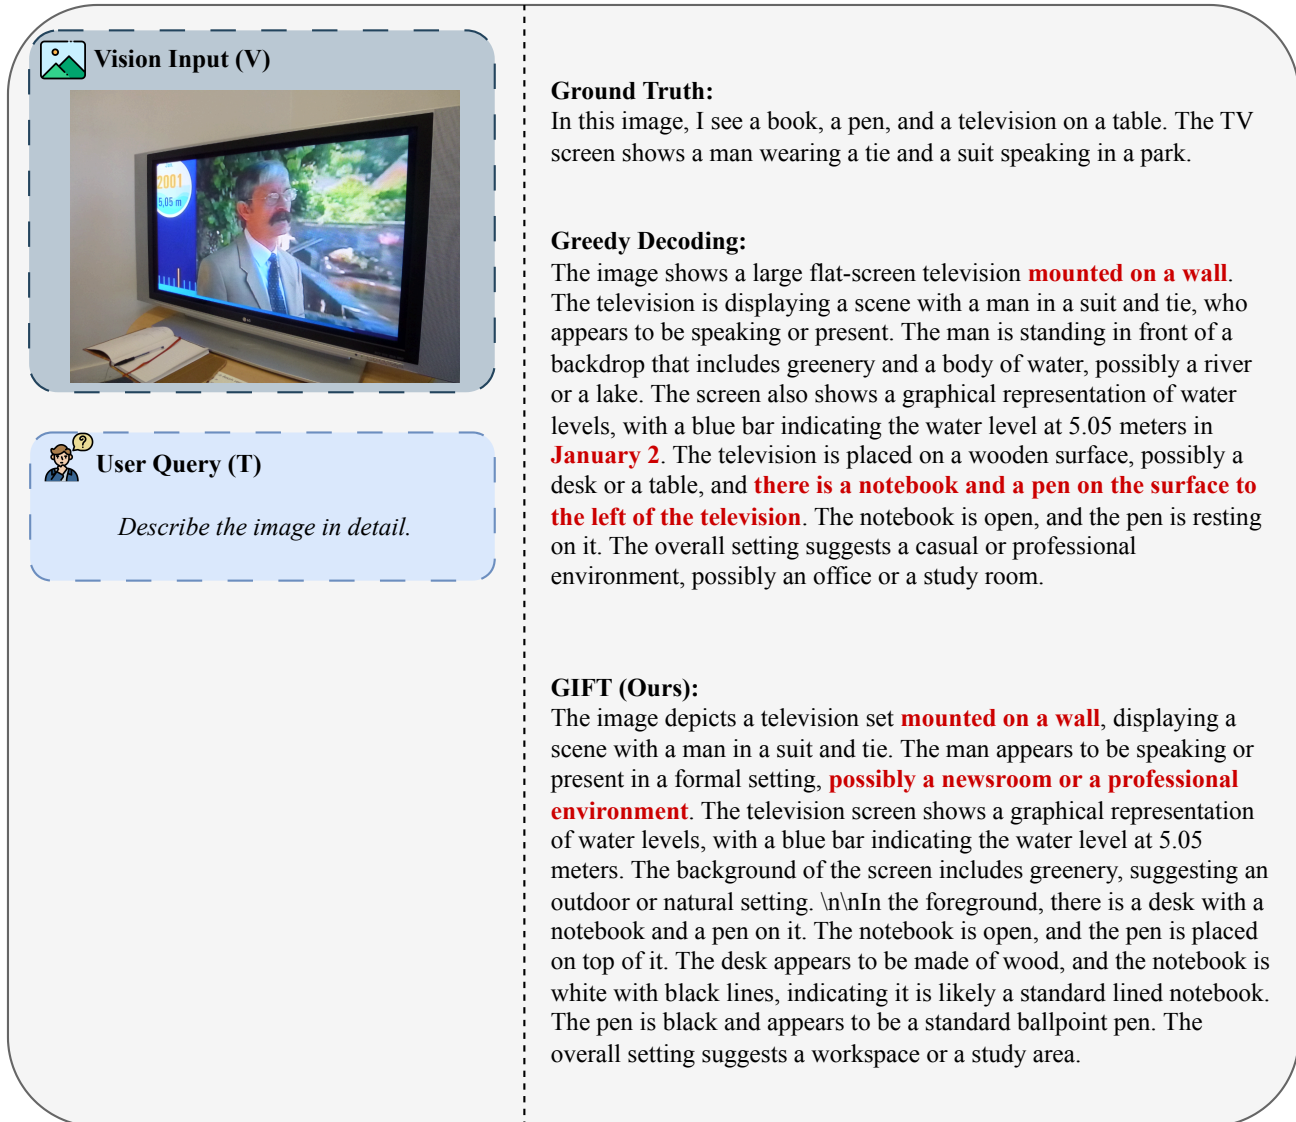 Vision Input (V)
2001
5,05 m
LG
User Query (T)
Describe the image in detail.
Ground Truth:
In this image, I see a book, a pen, and a television on a table. The TV
screen shows a man wearing a tie and a suit speaking in a park.
Greedy Decoding:
The image shows a large flat-screen television mounted on a wall.
The television is displaying a scene with a man in a suit and tie, who
appears to be speaking or present. The man is standing in front of a
backdrop that includes greenery and a body of water, possibly a river
or a lake. The screen also shows a graphical representation of water
levels, with a blue bar indicating the water level at 5.05 meters in
January 2. The television is placed on a wooden surface, possibly a
desk or a table, and there is a notebook and a pen on the surface to
the left of the television. The notebook is open, and the pen is resting
on it. The overall setting suggests a casual or professional
environment, possibly an office or a study room.
GIFT (Ours):
The image depicts a television set mounted on a wall, displaying a
scene with a man in a suit and tie. The man appears to be speaking or
present in a formal setting, possibly a newsroom or a professional
environment. The television screen shows a graphical representation
of water levels, with a blue bar indicating the water level at 5.05
meters. The background of the screen includes greenery, suggesting an
outdoor or natural setting. \n\nIn the foreground, there is a desk with a
notebook and a pen on it. The notebook is open, and the pen is placed
on top of it. The desk appears to be made of wood, and the notebook is
white with black lines, indicating it is likely a standard lined notebook.
The pen is black and appears to be a standard ballpoint pen. The
overall setting suggests a workspace or a study area.